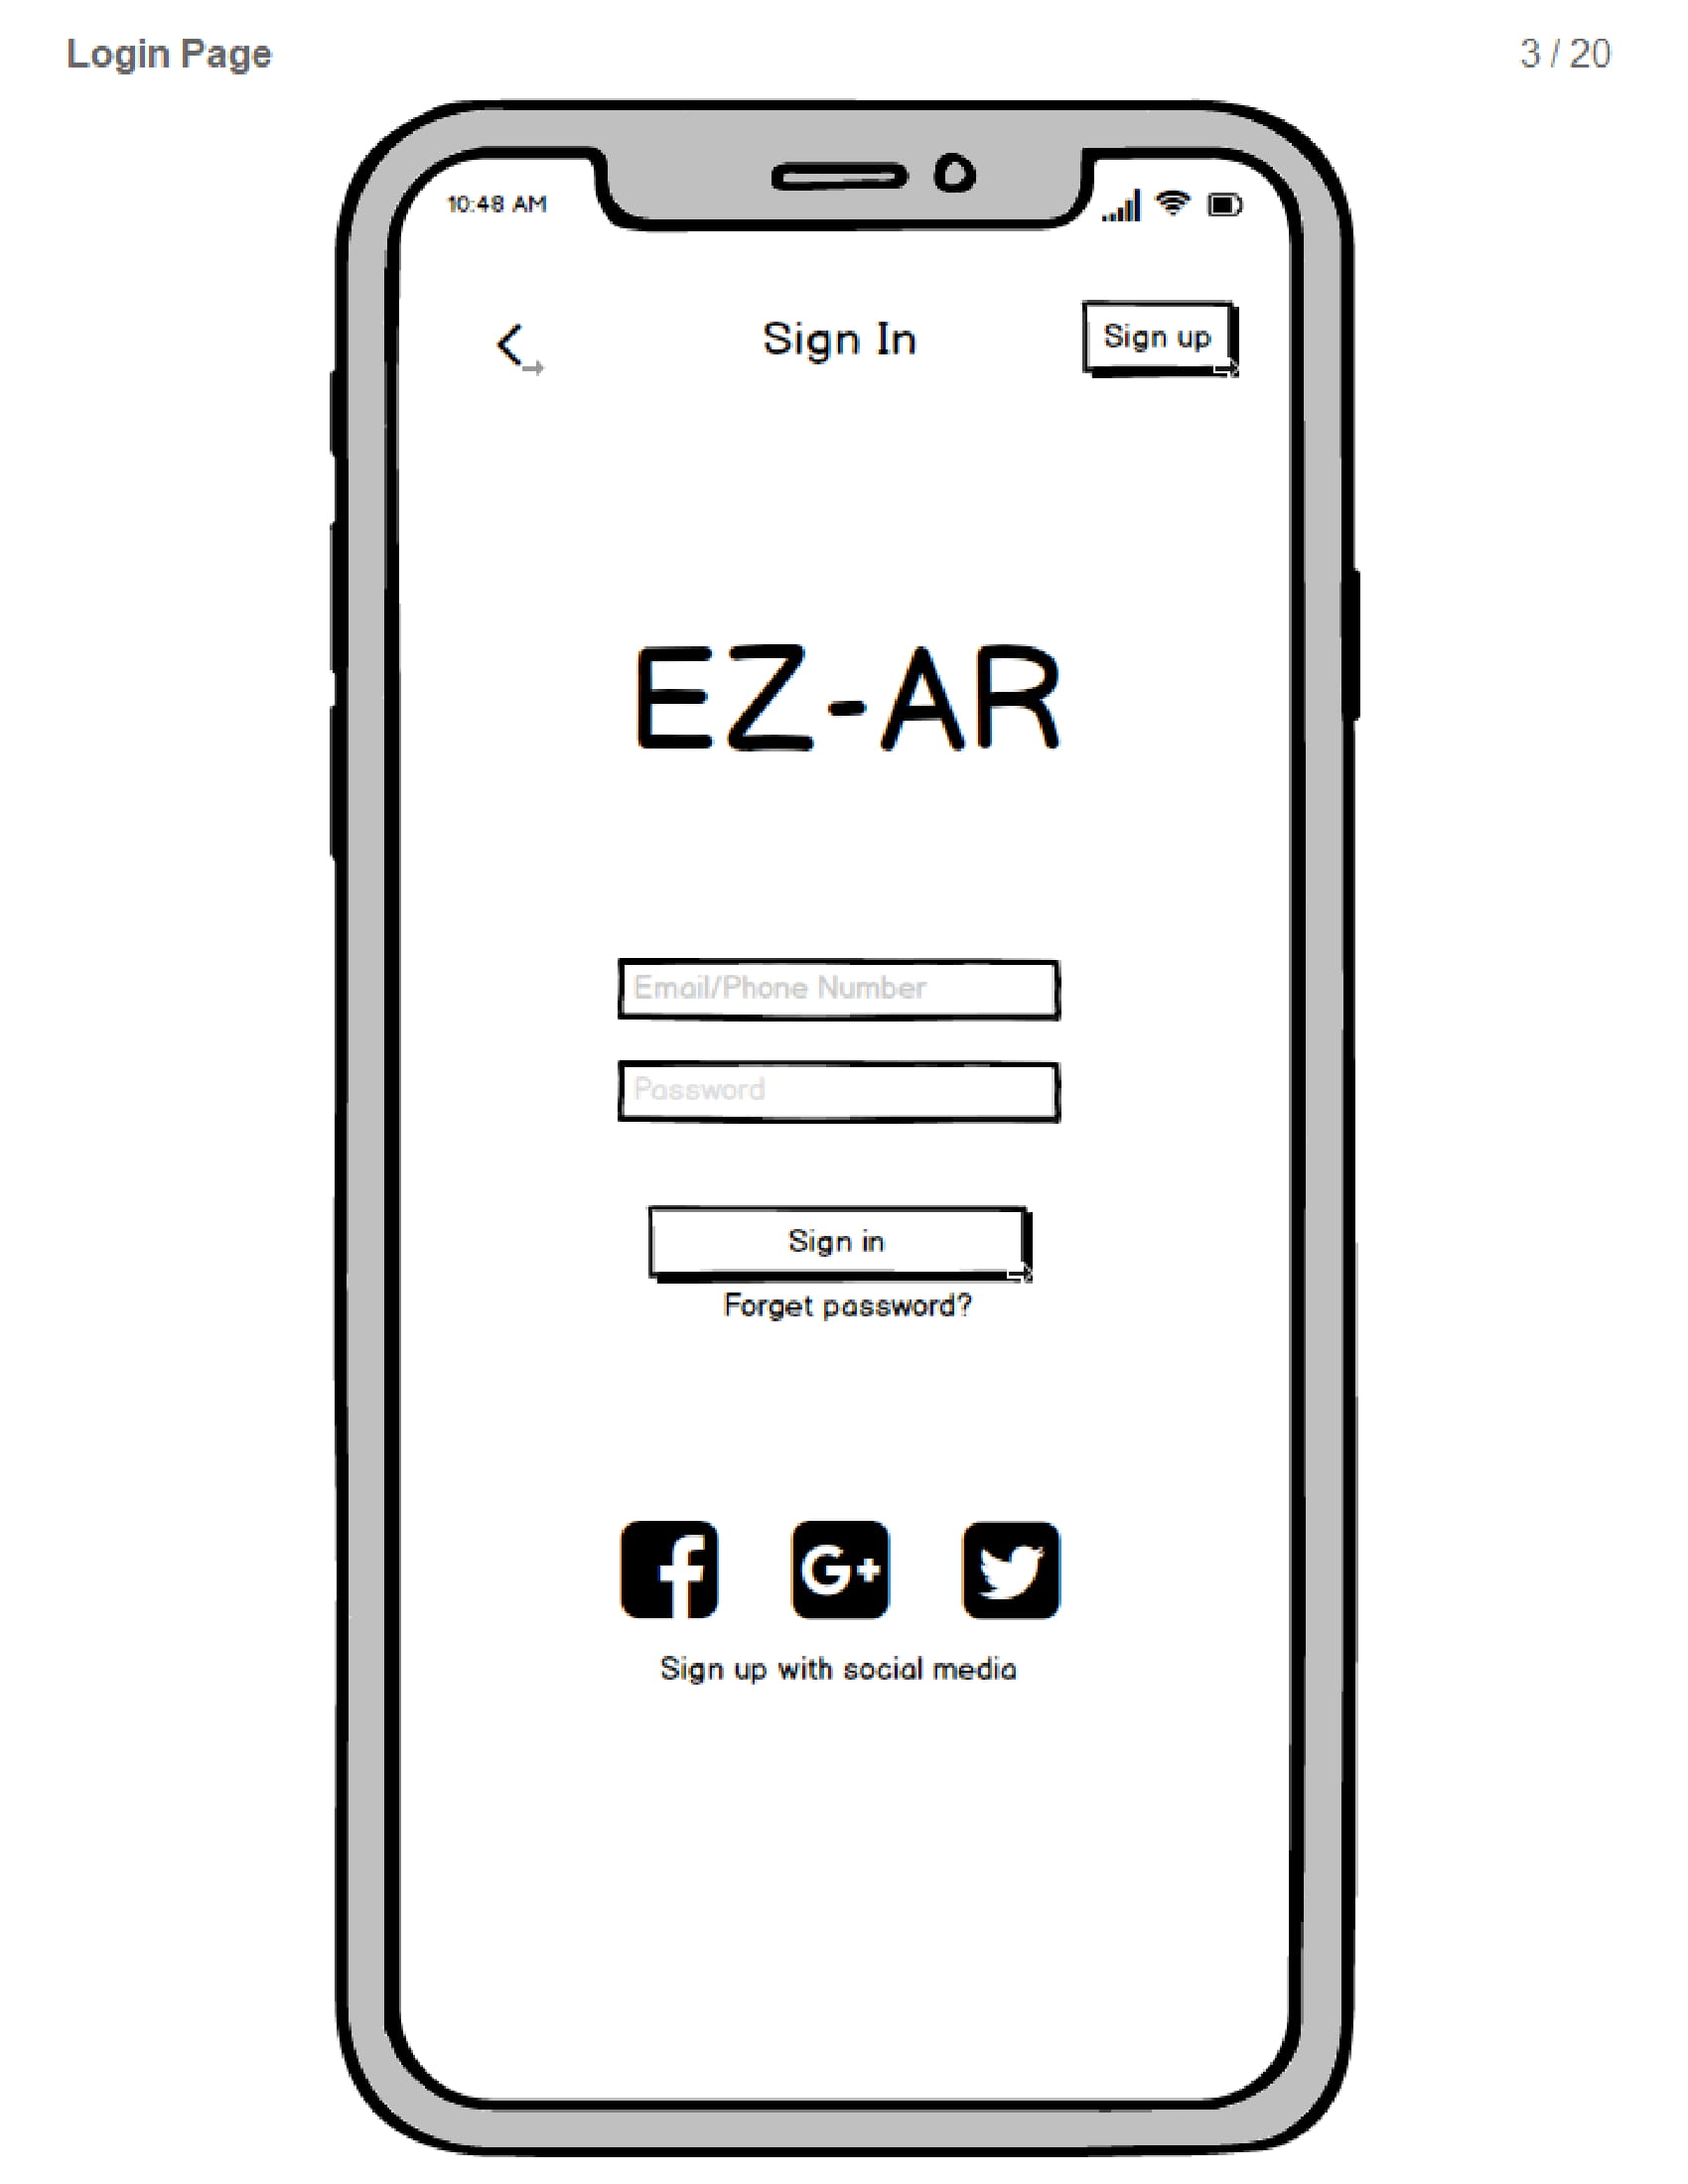 Login Page
3 / 20
10:48 AM
Sign In
Sign up
EZ-AR
Email/Phone Number
Password
Sign in
Forget password?
f G+
Sign up with social media